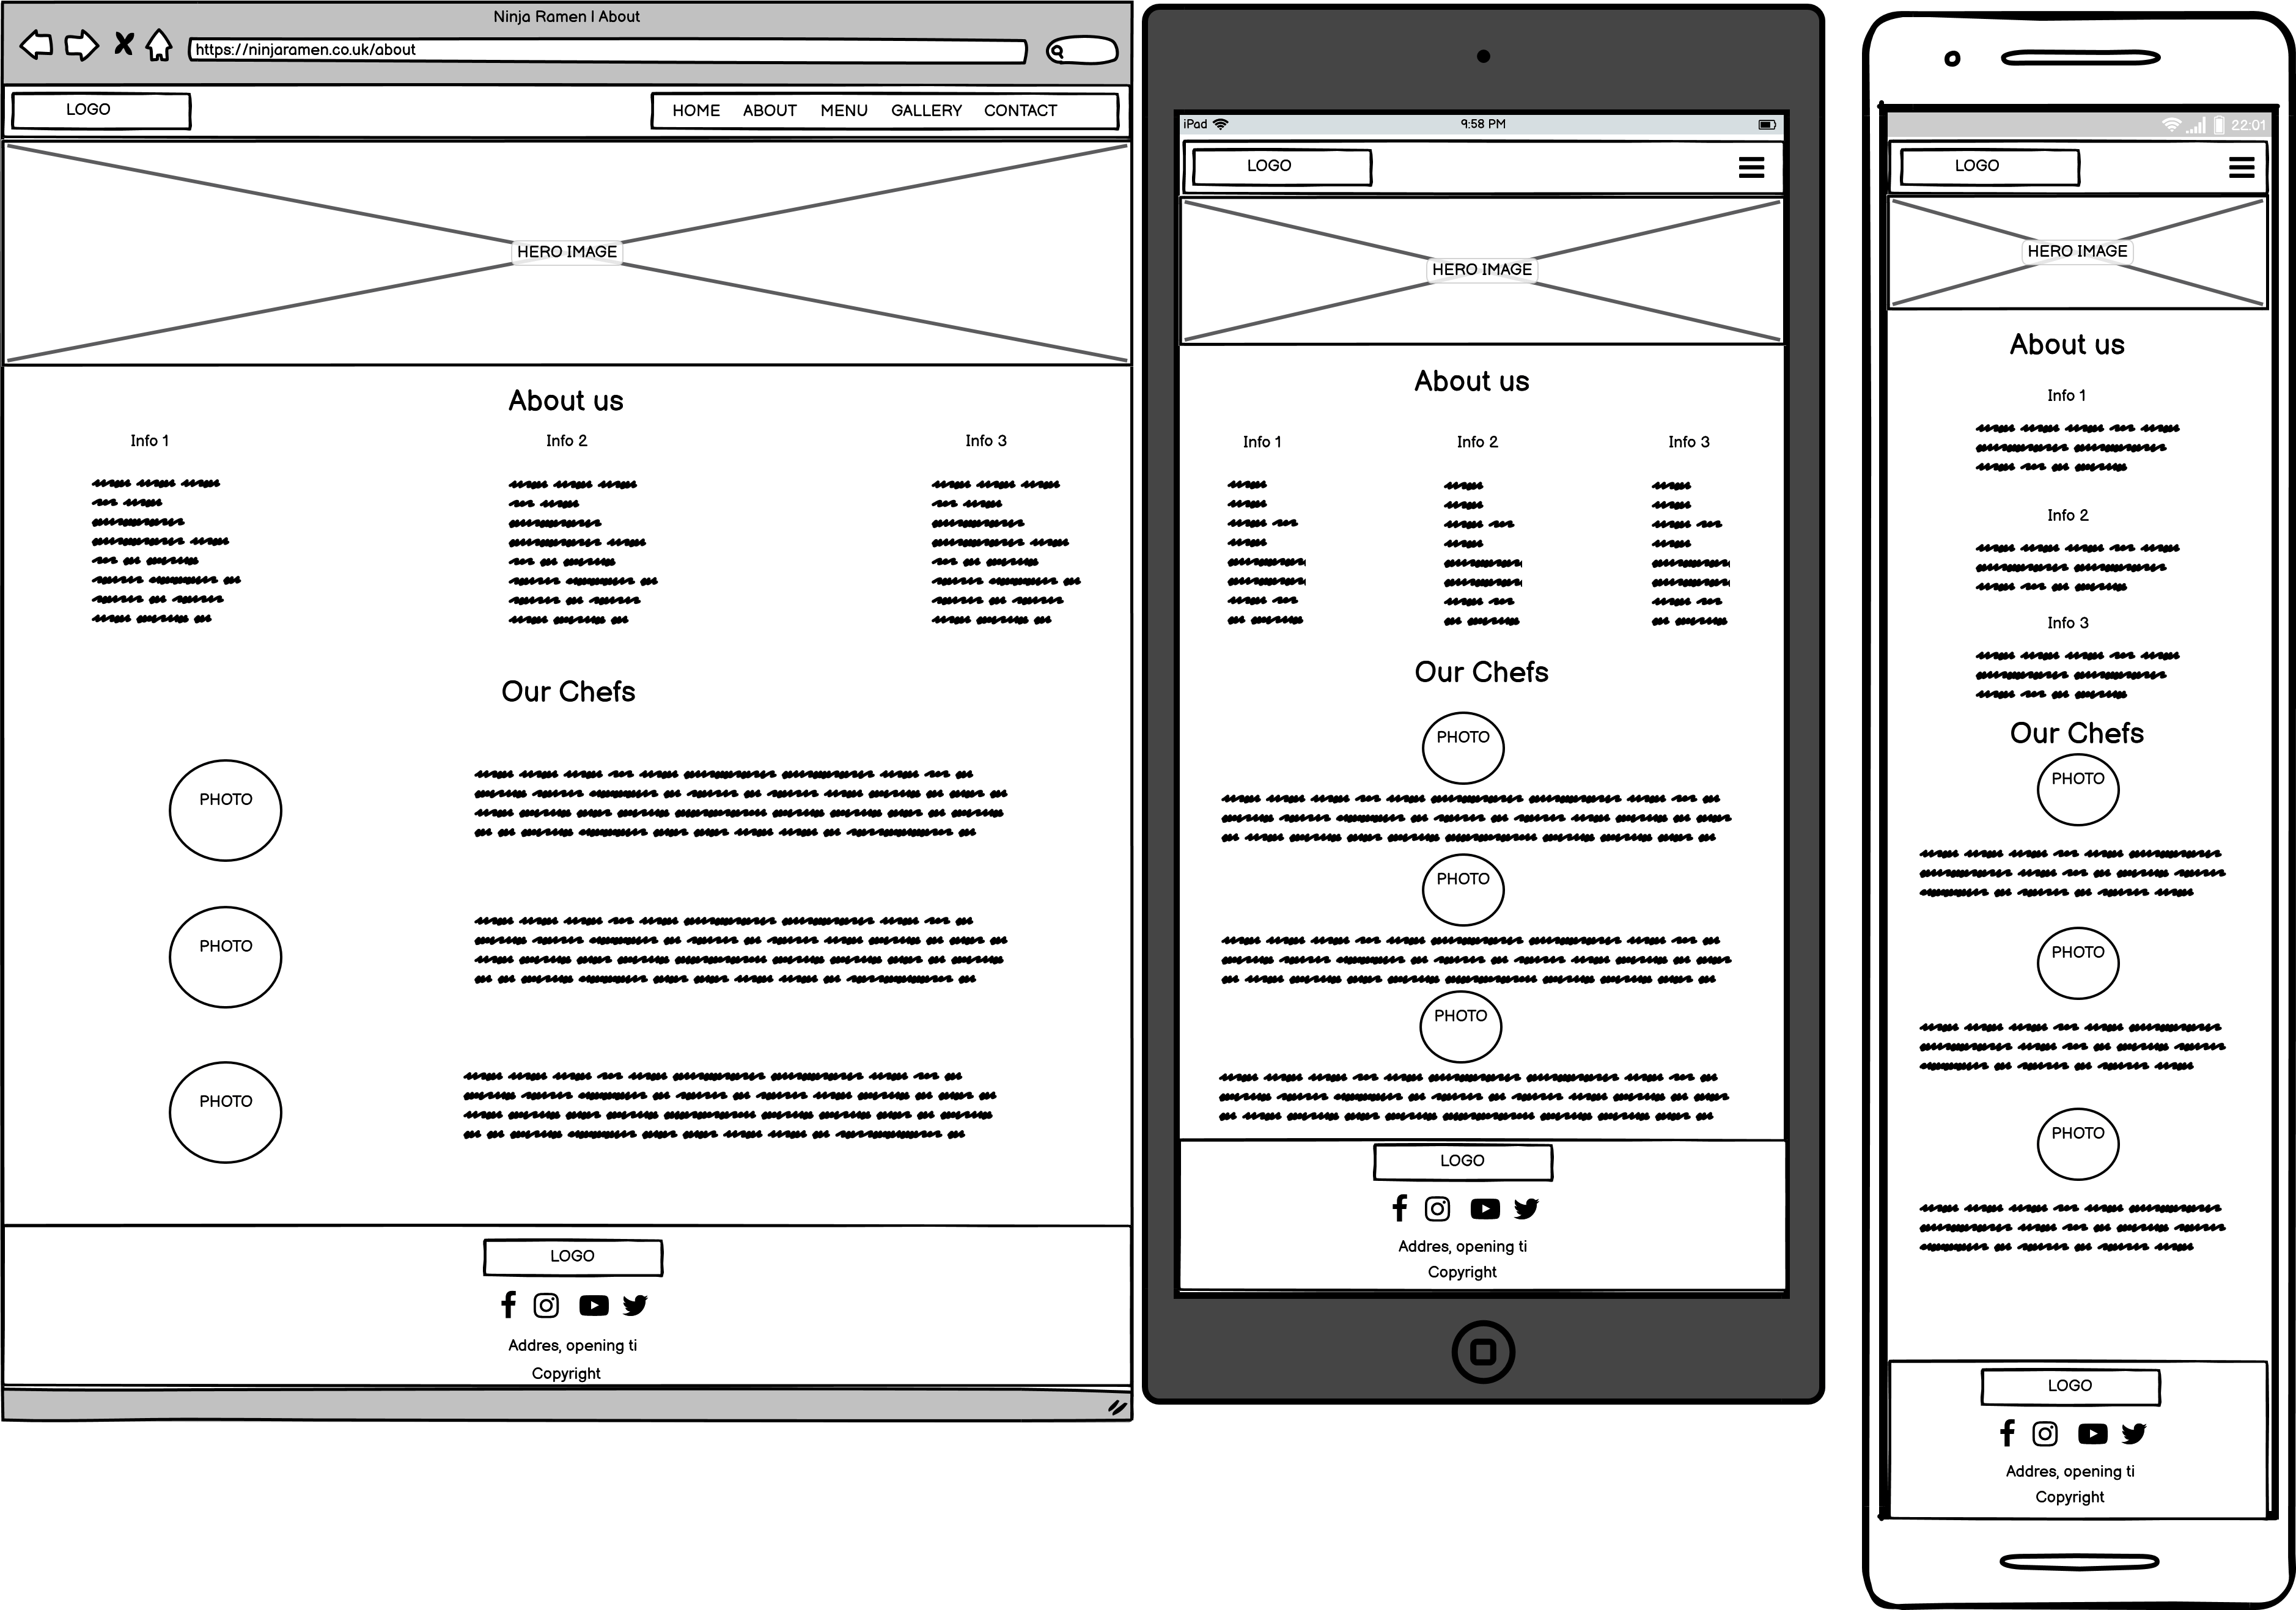 Ninja Ramen | About
https://ninjaramen.co.uk/about
LOGO
HOME ABOUT MENU GALLERY CONTACT
HERO IMAGE
About us
Info 1 Info 2 Info 3
Our Chefs
PHOTO
PHOTO
PHOTO
LOGO
Addres, opening ti
Copyright
iPad 9:58 PM
LOGO
HERO IMAGE
About us
Info 1 Info 2 Info 3
Our Chefs
PHOTO
PHOTO
PHOTO
LOGO
Addres, opening ti
Copyright
22:01
LOGO
HERO IMAGE
About us
Info 1
Info 2
Info 3
Our Chefs
PHOTO
PHOTO
PHOTO
LOGO
Addres, opening ti
Copyright